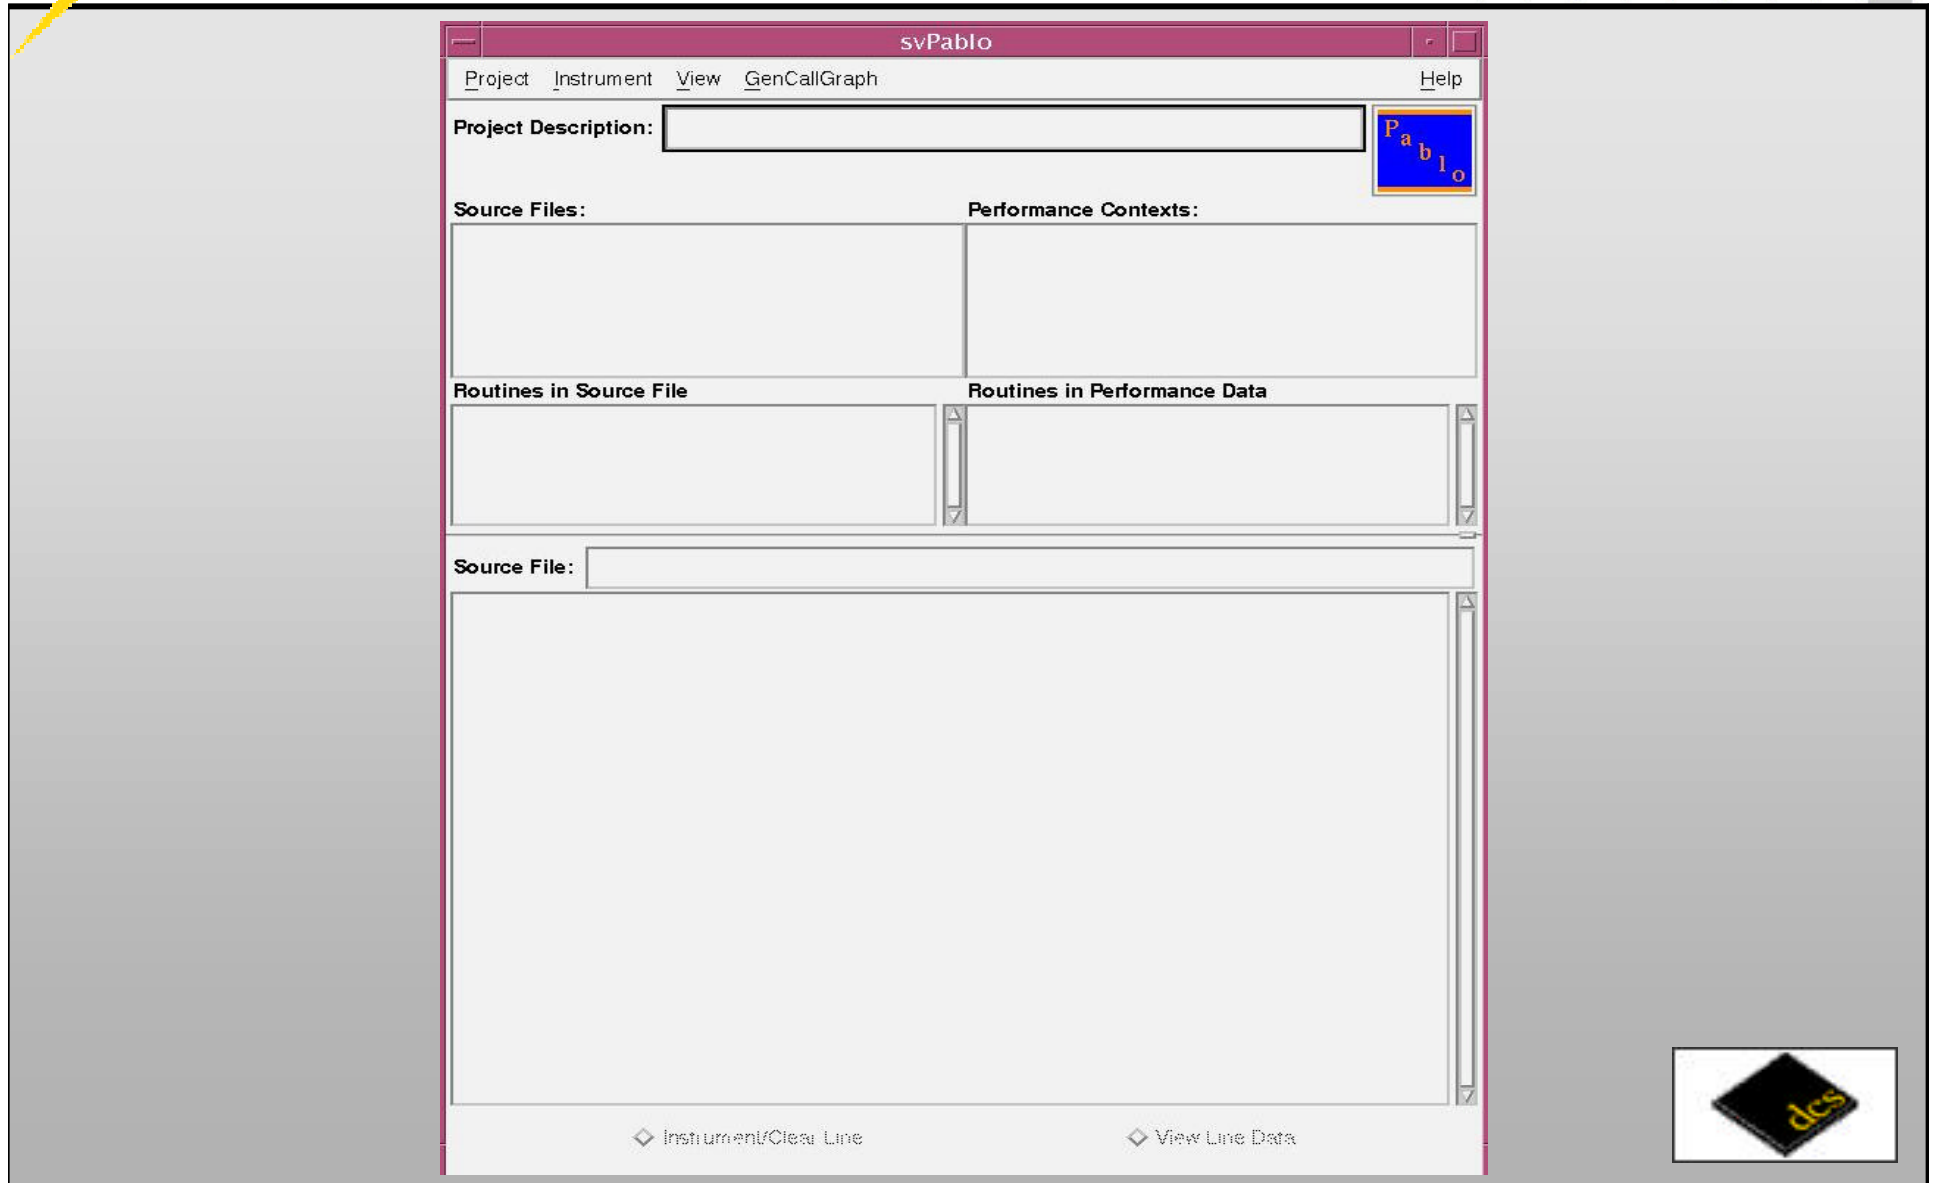 svPablo
Project Instrument View GenCallGraph Help
Project Description:
Pablo
Source Files: Performance Contexts:
Routines in Source File Routines in Performance Data
Source File:
Instrument/Clear Line View Line Data
dcs